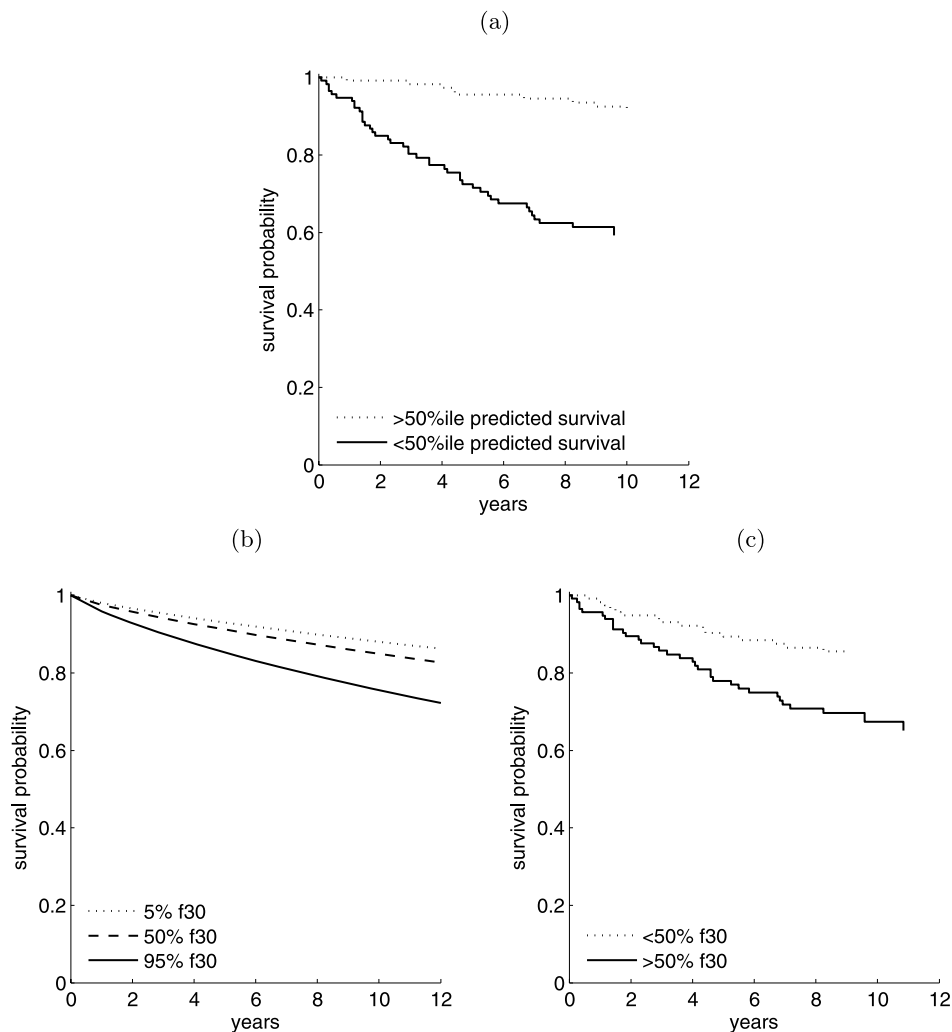 (a)
1
0.8
0.6
0.4
0.2
0
survival probability
>50%ile predicted survival
<50%ile predicted survival
0 2 4 6 8 10 12
years
(b)
1
0.8
0.6
0.4
0.2
0
survival probability
5% f30
50% f30
95% f30
0 2 4 6 8 10 12
years
(c)
1
0.8
0.6
0.4
0.2
0
survival probability
<50% f30
>50% f30
0 2 4 6 8 10 12
years